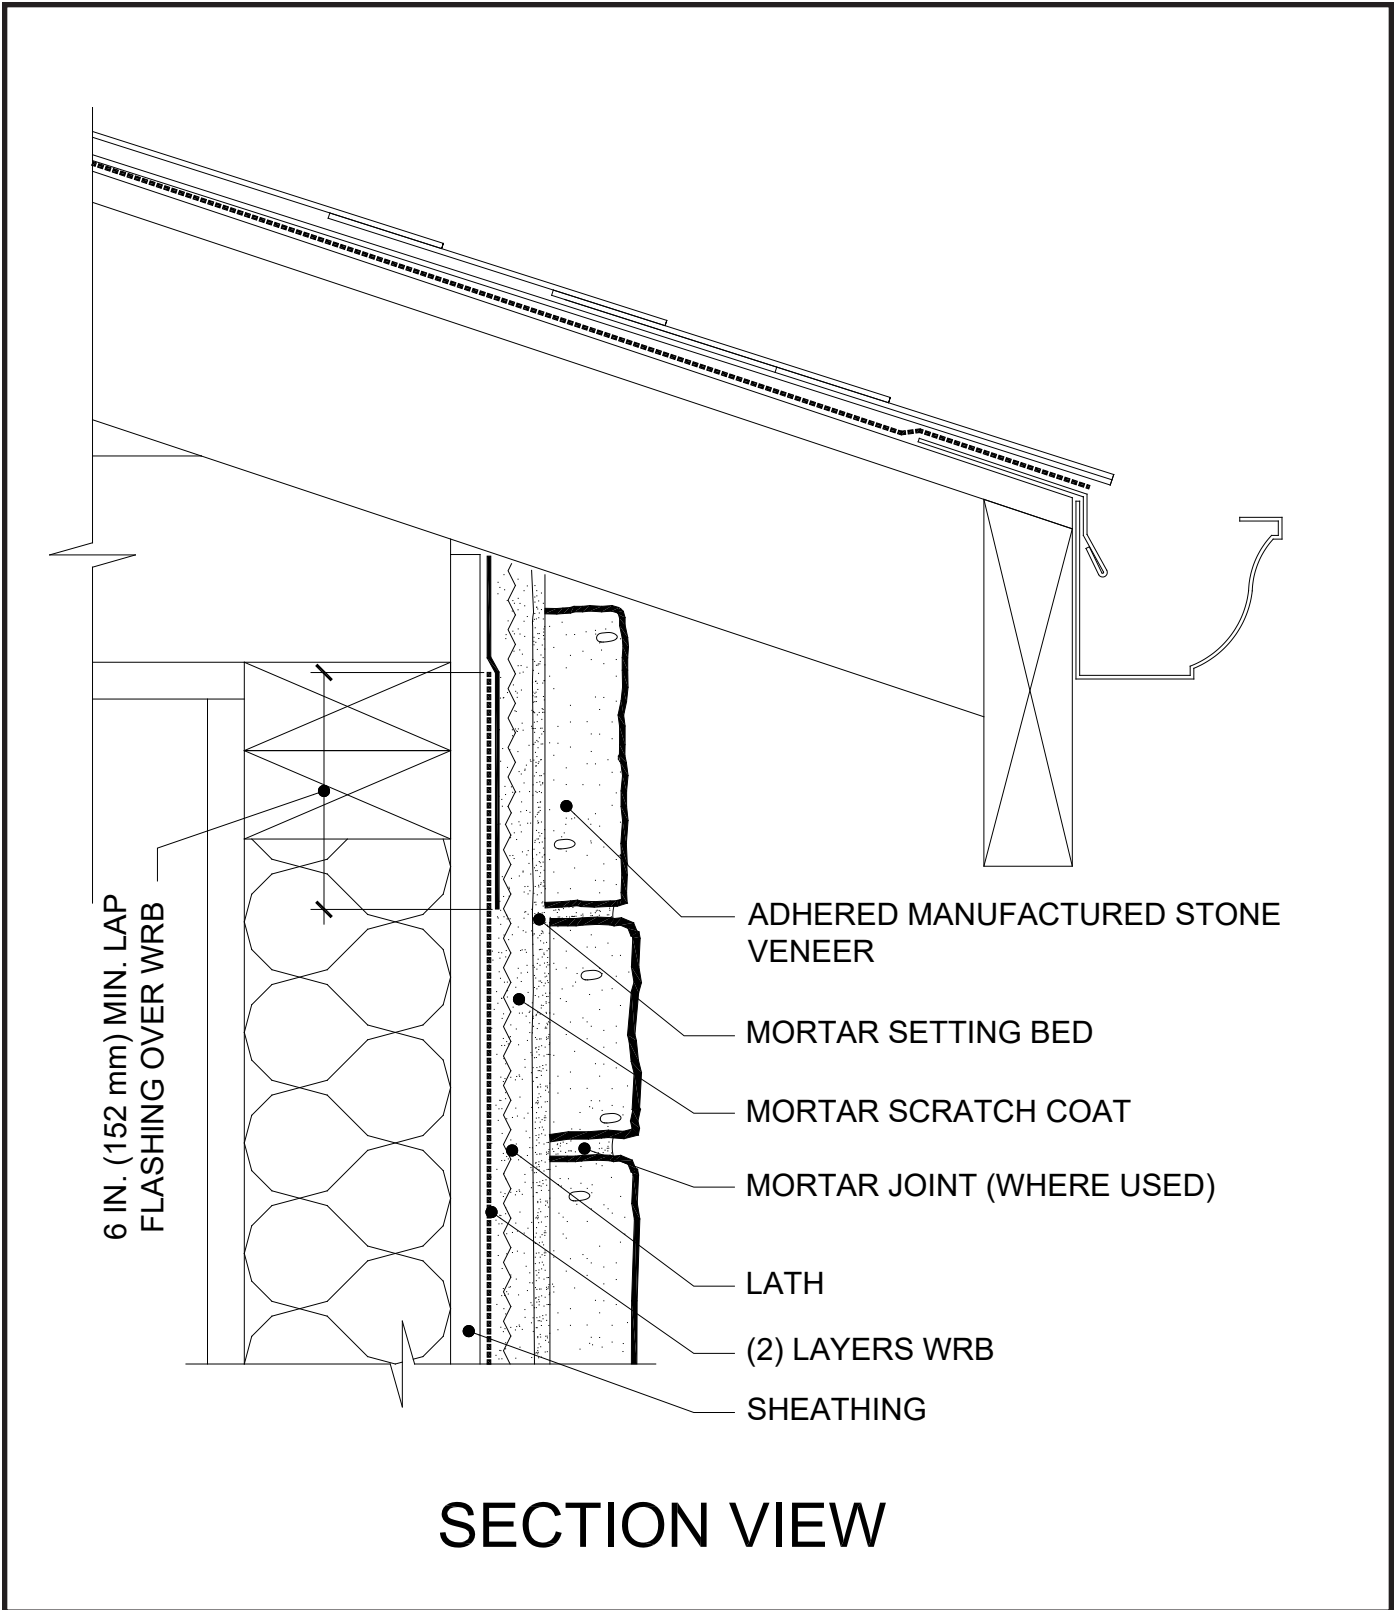 6 IN. (152 mm) MIN. LAP
FLASHING OVER WRB
ADHERED MANUFACTURED STONE
VENEER
MORTAR SETTING BED
MORTAR SCRATCH COAT
MORTAR JOINT (WHERE USED)
LATH
(2) LAYERS WRB
SHEATHING
SECTION VIEW